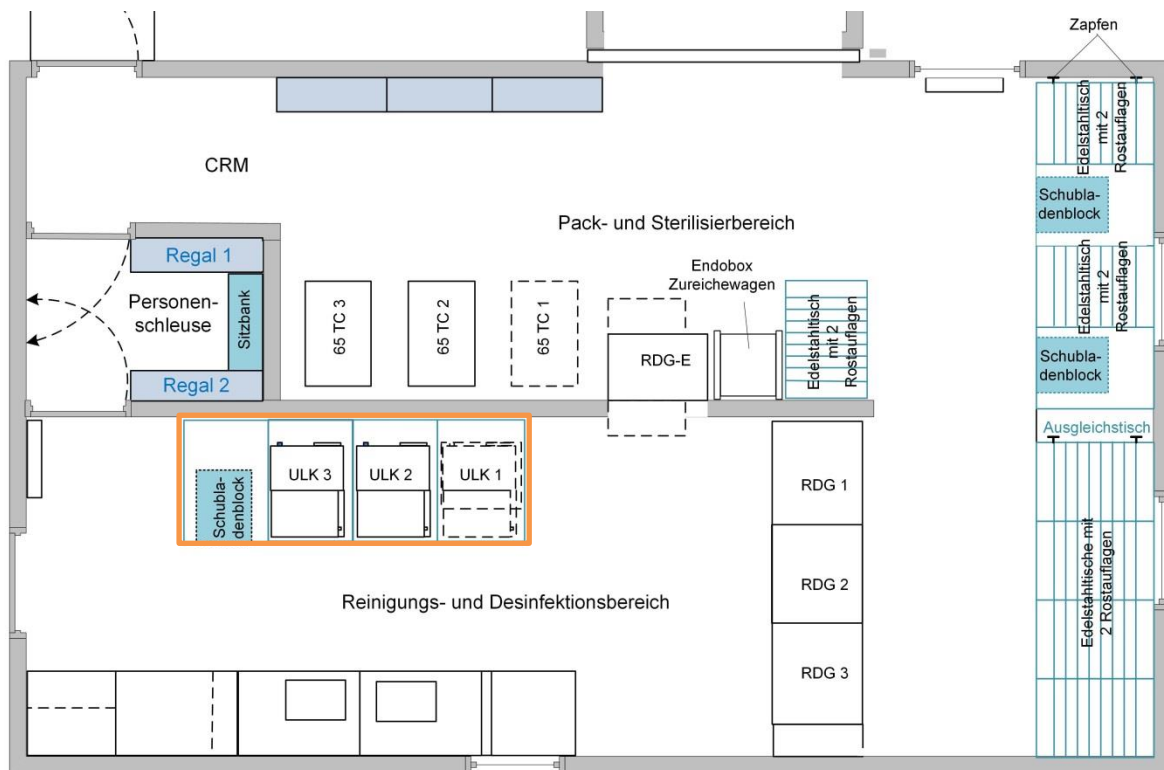 Zapfen
Edelstahltisch
mit 2
Rostauflagen
CRM
Schubla-
denblock
Pack- und Sterilisierbereich
Regal 1
Personen-
schleuse
Sitzbank
Regal 2
65 TC 3
65 TC 2
65 TC 1
Endobox
Zureichewagen
RDG-E
Edelstahltisch
mit 2
Rostauflagen
Edelstahltisch
mit 2
Rostauflagen
Schubla-
denblock
Ausgleichstisch
Schubla-
denblock
ULK 3
ULK 2
ULK 1
RDG 1
RDG 2
RDG 3
Reinigungs- und Desinfektionsbereich
Edelstahltische mit
2 Rostauflagen